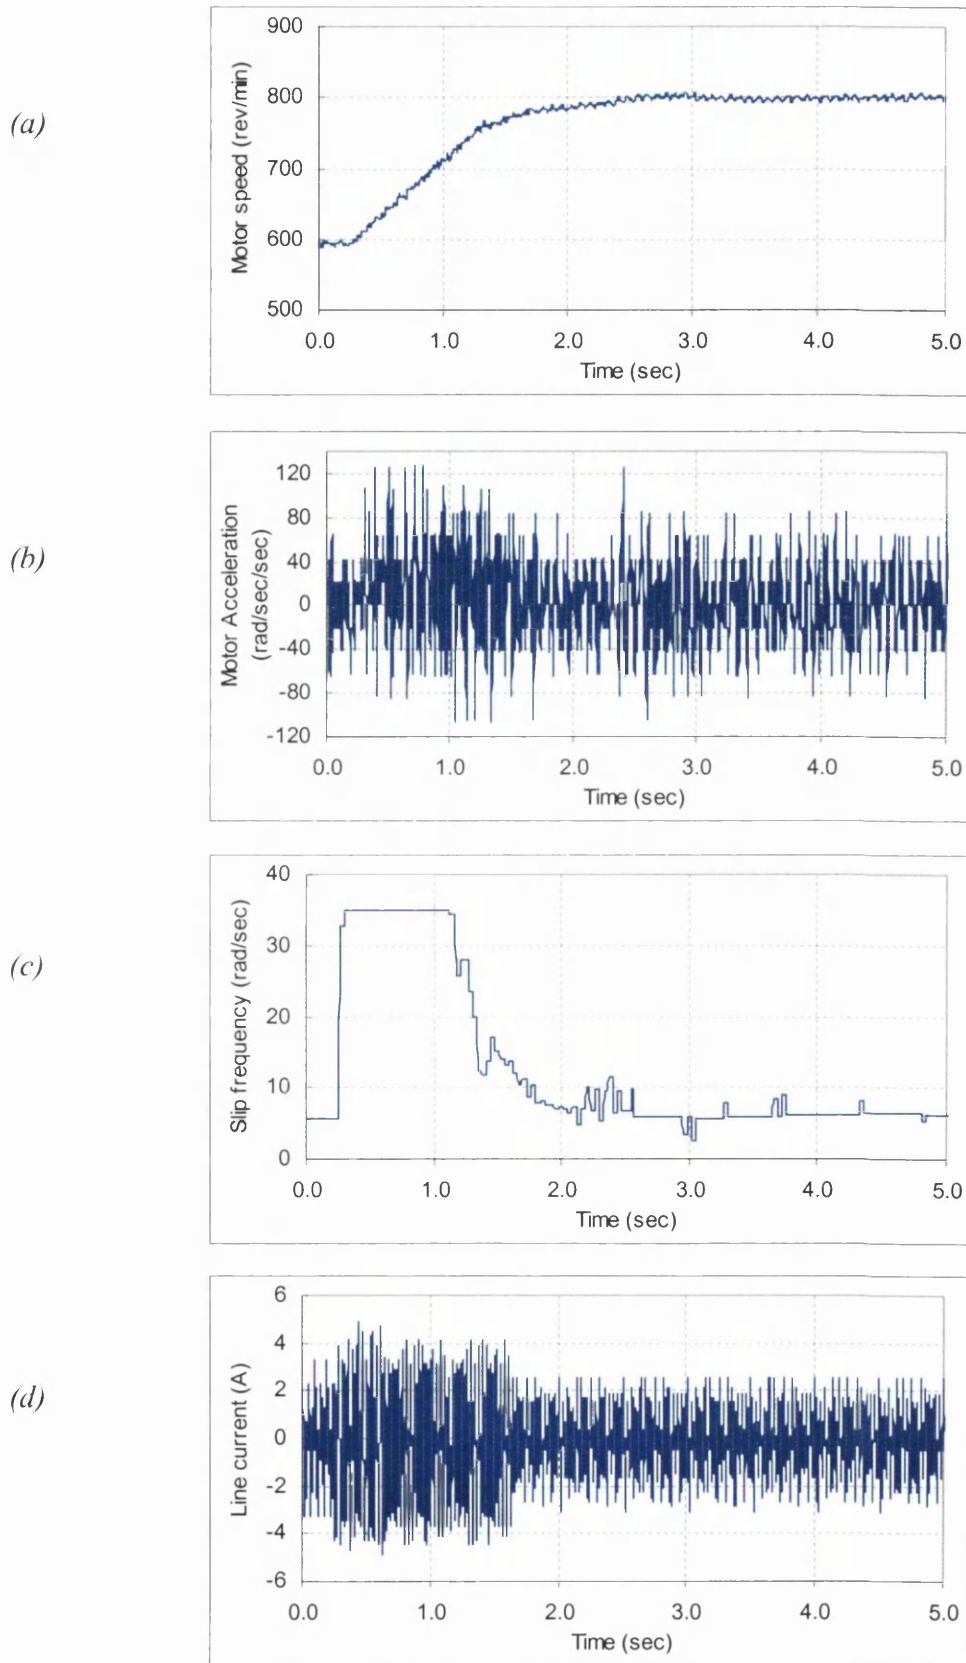 (a)
Motor speed (rev/min)
900
800
700
600
500
0.0 1.0 2.0 3.0 4.0 5.0
Time (sec)
(b)
Motor Acceleration
(rad/sec/sec)
120
80
40
0
-40
-80
-120
0.0 1.0 2.0 3.0 4.0 5.0
Time (sec)
(c)
Slip frequency (rad/sec)
40
30
20
10
0
0.0 1.0 2.0 3.0 4.0 5.0
Time (sec)
(d)
Line current (A)
6
4
2
0
-2
-4
-6
0.0 1.0 2.0 3.0 4.0 5.0
Time (sec)